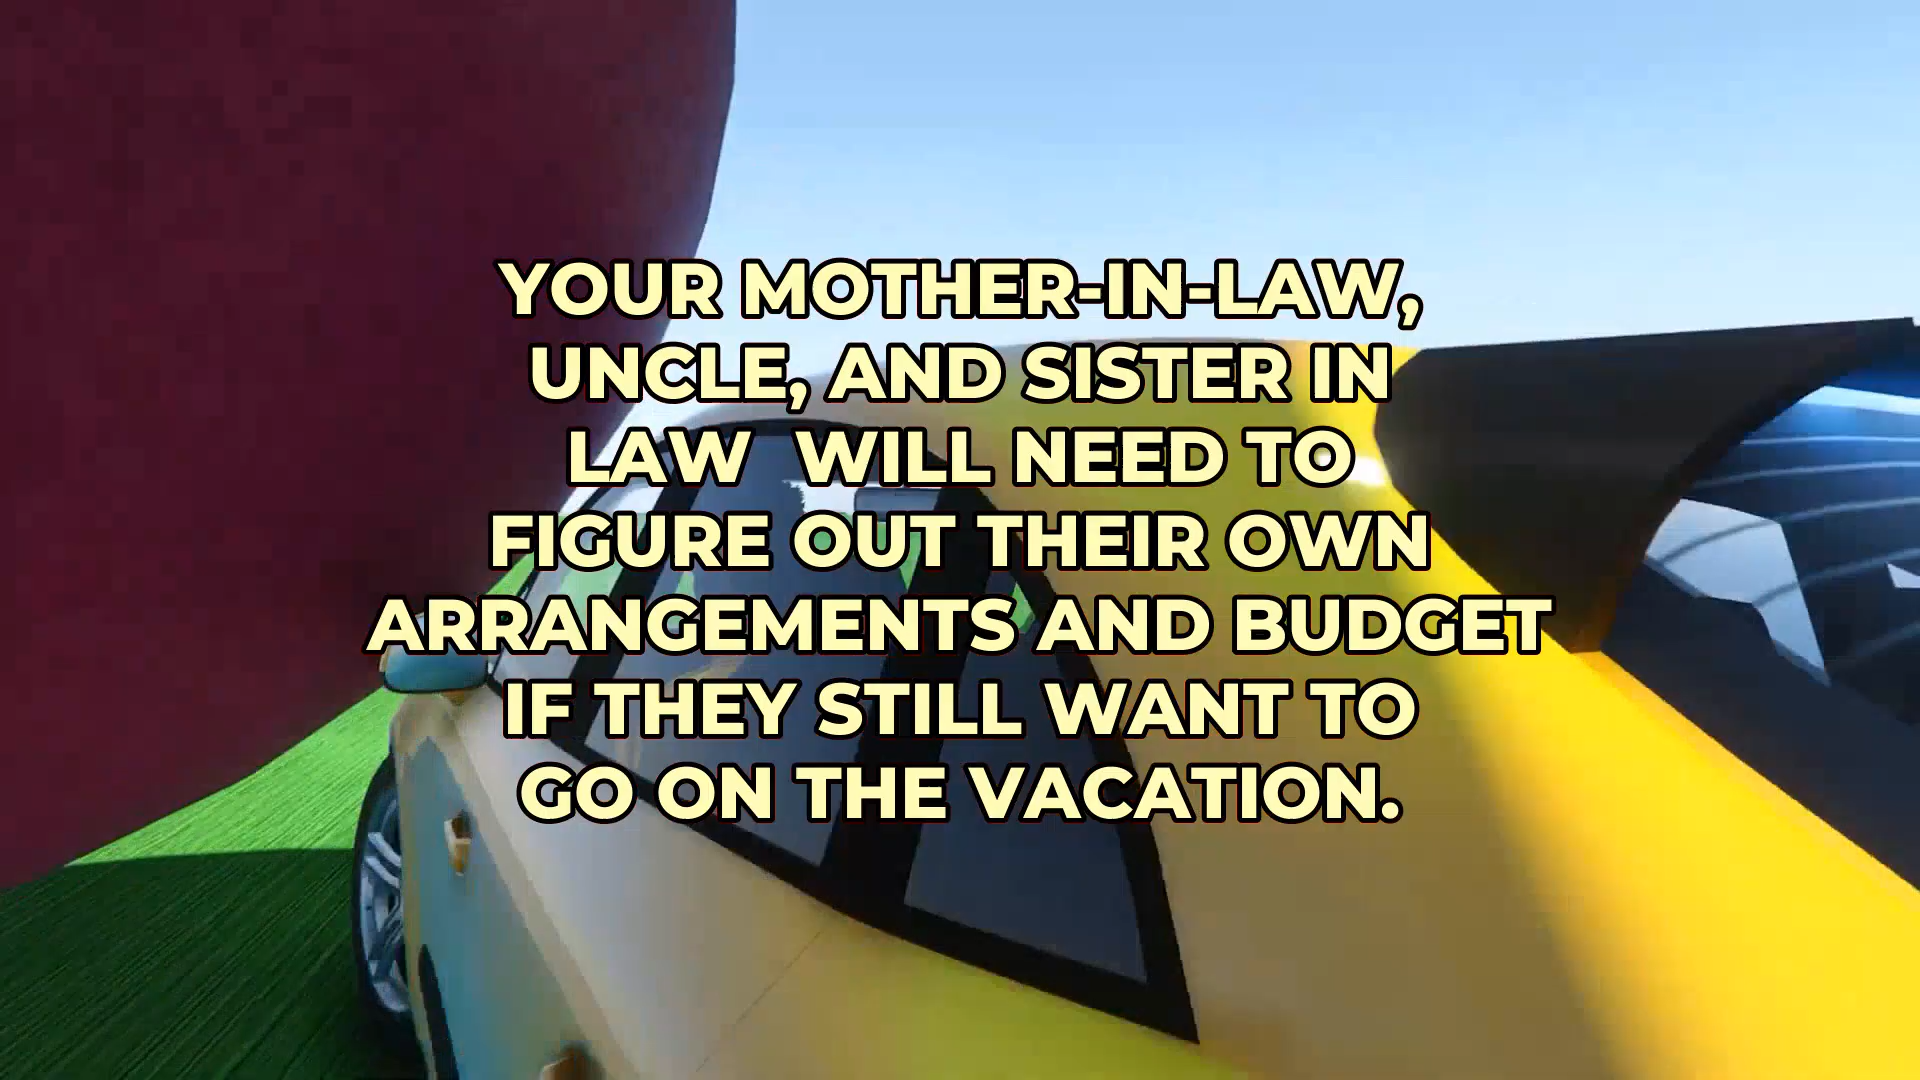 YOUR MOTHER-IN-LAW,
UNCLE, AND SISTER IN
LAW  WILL NEED TO
FIGURE OUT THEIR OWN
ARRANGEMENTS AND BUDGET
IF THEY STILL WANT TO
GO ON THE VACATION.